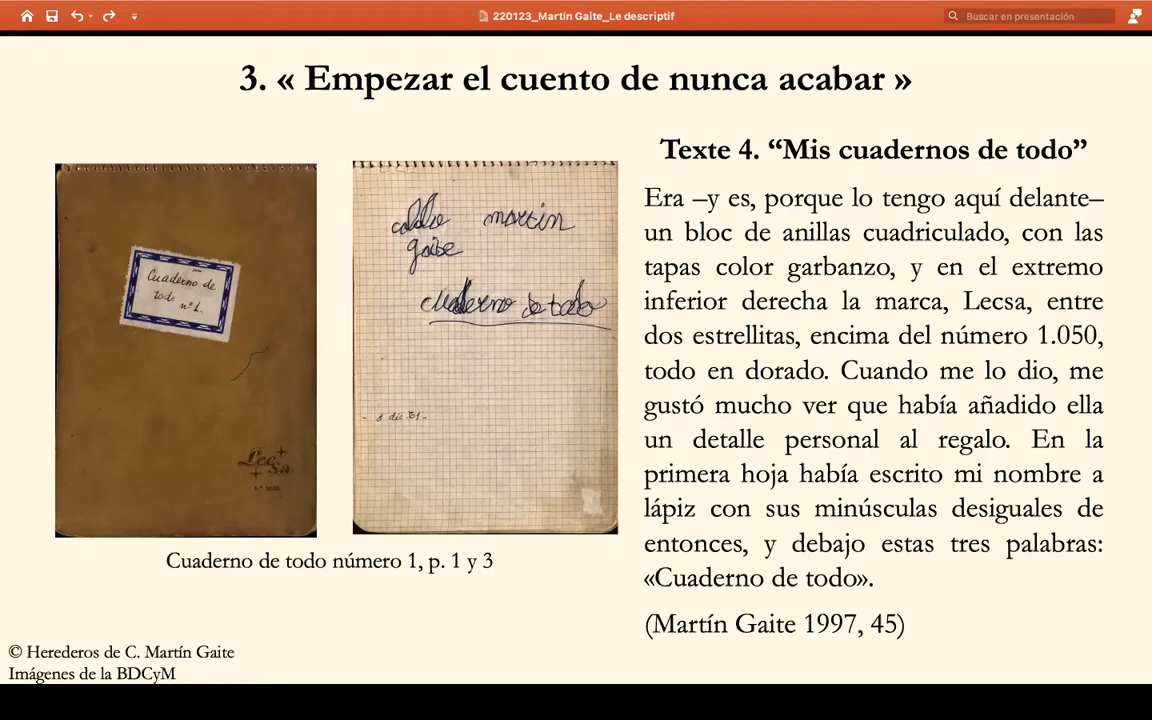 220123_Martín Gaite_Le descriptif
Buscar en presentación
3. « Empezar el cuento de nunca acabar »
Cuaderno de
todo nº1.
Lecsa
martin
gaite
cuaderno de todo
8 dic. 61
Cuaderno de todo número 1, p. 1 y 3
Texte 4. “Mis cuadernos de todo”
Era –y es, porque lo tengo aquí delante–
un bloc de anillas cuadriculado, con las
tapas color garbanzo, y en el extremo
inferior derecha la marca, Lecsa, entre
dos estrellitas, encima del número 1.050,
todo en dorado. Cuando me lo dio, me
gustó mucho ver que había añadido ella
un detalle personal al regalo. En la
primera hoja había escrito mi nombre a
lápiz con sus minúsculas desiguales de
entonces, y debajo estas tres palabras:
«Cuaderno de todo».
(Martín Gaite 1997, 45)
© Herederos de C. Martín Gaite
Imágenes de la BDCyM